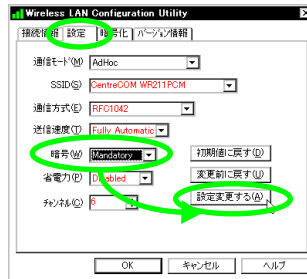 Wireless LAN Configuration Utility
接続情報 設定 暗号化 バージョン情報
通信モード(M) AdHoc
SSID(S) CentreCOM WR211PCM
通信方式(E) RFC1042
送信速度(T) Fully Automatic
暗号(W) Mandatory 初期値に戻す(D)
省電力(P) Disabled 変更前に戻す(U)
チャンネル(C) 6 設定変更する(A)
OK キャンセル ヘルプ